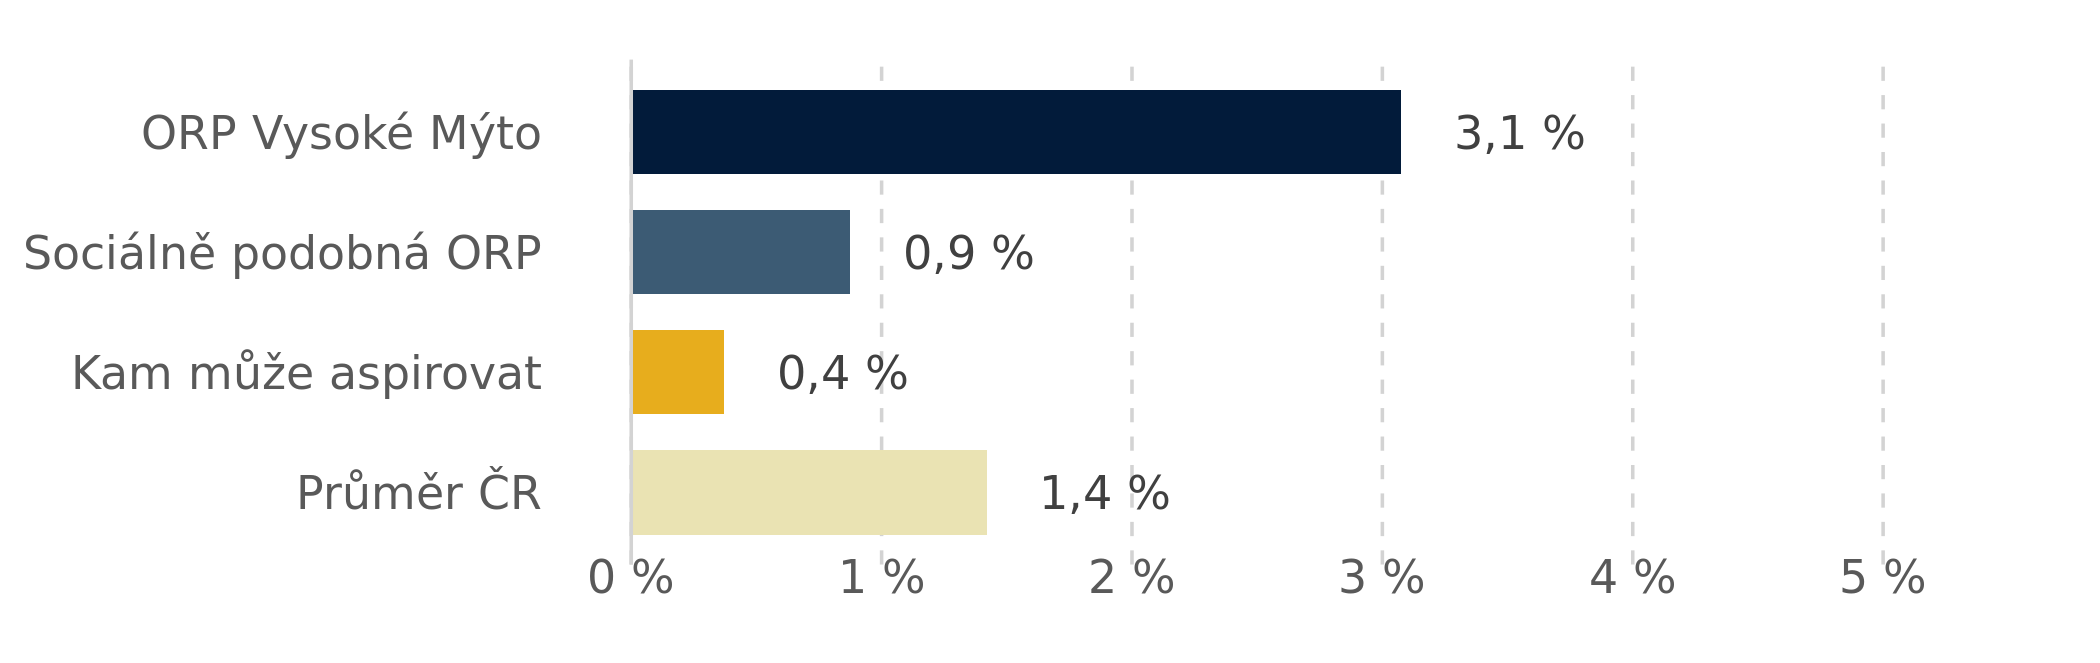 ORP Vysoké Mýto 3,1 %
Sociálně podobná ORP 0,9 %
Kam může aspirovat 0,4 %
Průměr ČR 1,4 %
0 % 1 % 2 % 3 % 4 % 5 %